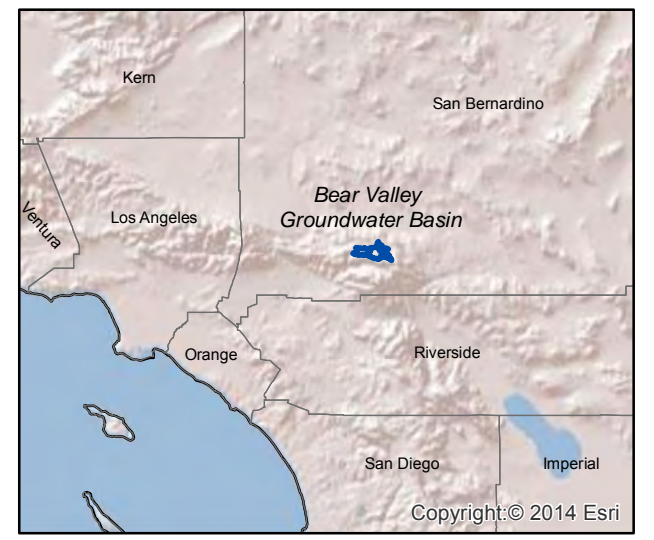 Kern
San Bernardino
Bear Valley
Groundwater Basin
Ventura
Los Angeles
Orange
Riverside
San Diego
Imperial
Copyright:© 2014 Esri